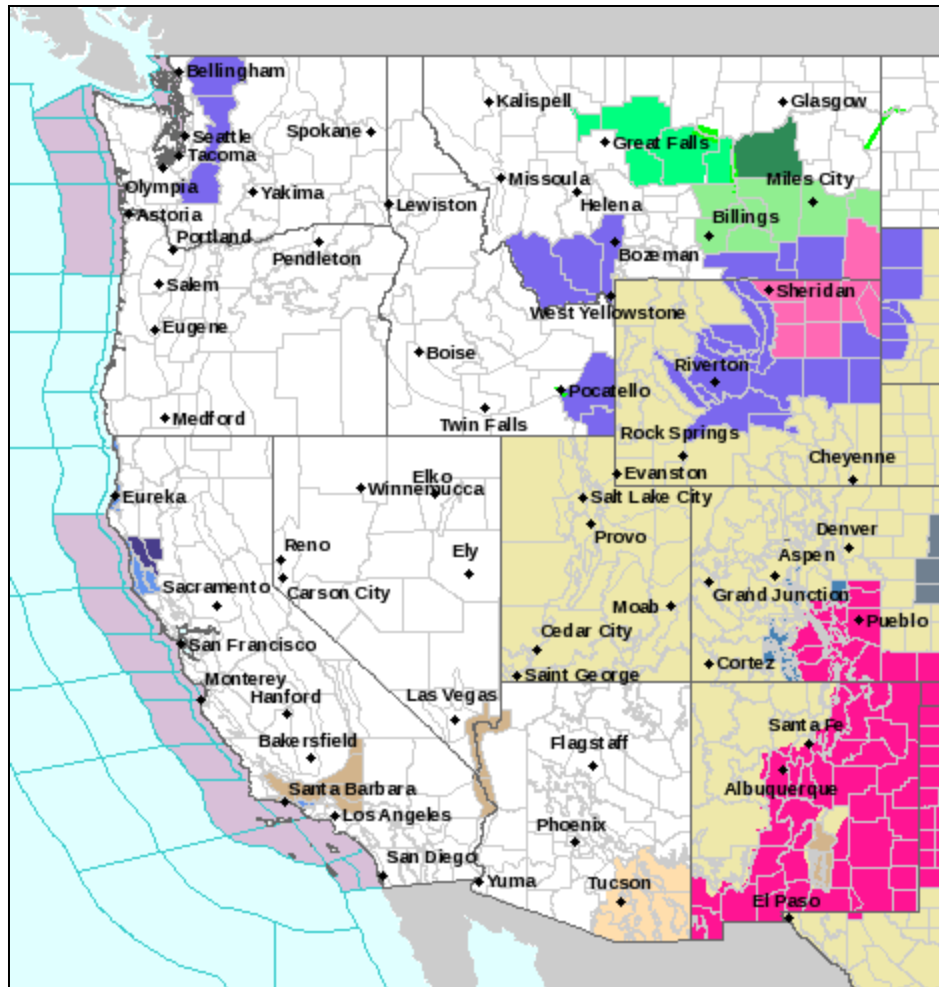 Bellingham
Kalispell
Glasgow
Seattle
Spokane
Great Falls
Tacoma
Olympia
Yakima
Missoula
Miles City
Helena
Lewiston
Astoria
Billings
Portland
Pendleton
Bozeman
Salem
Sheridan
West Yellowstone
Eugene
Boise
Riverton
Pocatello
Medford
Twin Falls
Rock Springs
Cheyenne
Evanston
Elko
Winnemucca
Eureka
Salt Lake City
Provo
Denver
Reno
Ely
Aspen
Sacramento
Carson City
Grand Junction
Moab
Pueblo
Cedar City
San Francisco
Cortez
Saint George
Monterey
Hanford
Las Vegas
Santa Fe
Bakersfield
Flagstaff
Albuquerque
Santa Barbara
Los Angeles
Phoenix
San Diego
Yuma
Tucson
El Paso